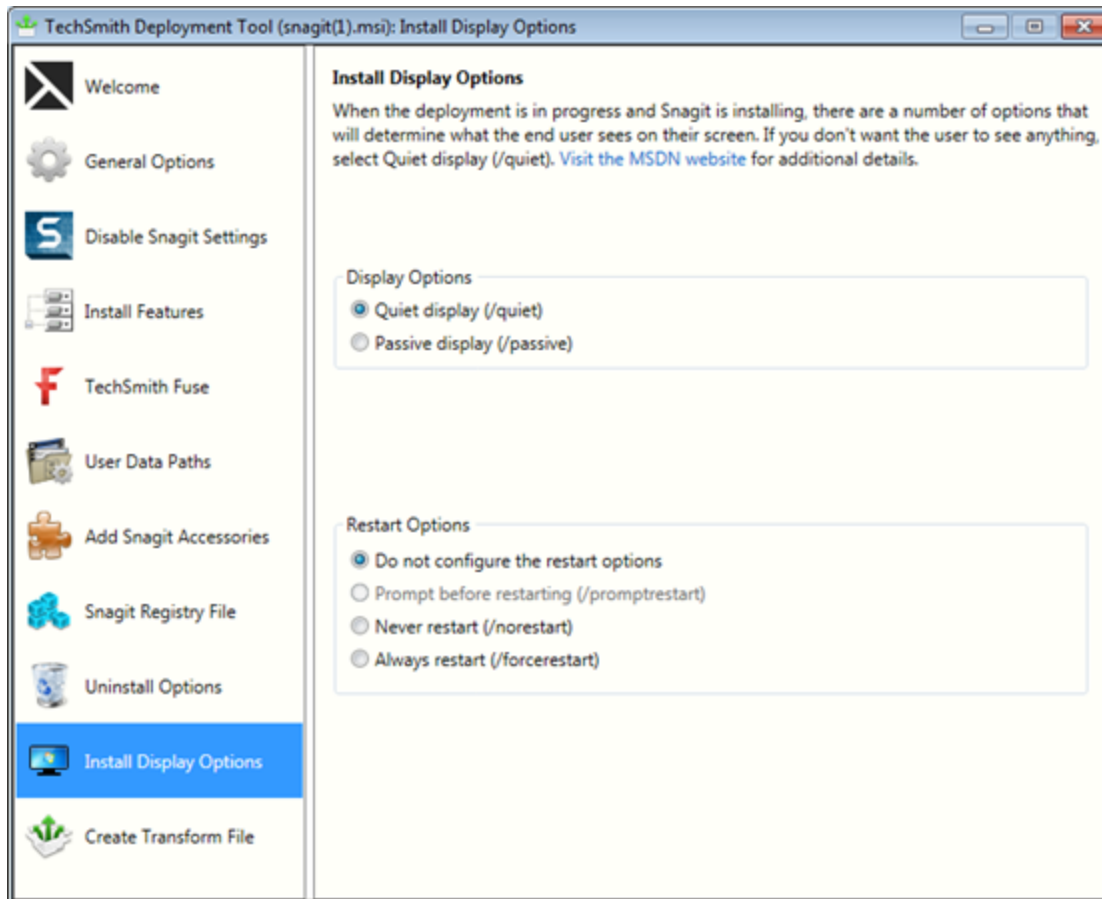 TechSmith Deployment Tool (snagit(1).msi): Install Display Options
Welcome
General Options
Disable Snagit Settings
Install Features
TechSmith Fuse
User Data Paths
Add Snagit Accessories
Snagit Registry File
Uninstall Options
Install Display Options
Create Transform File
Install Display Options
When the deployment is in progress and Snagit is installing, there are a number of options that
will determine what the end user sees on their screen. If you don't want the user to see anything,
select Quiet display (/quiet). Visit the MSDN website for additional details.
Display Options
Quiet display (/quiet)
Passive display (/passive)
Restart Options
Do not configure the restart options
Prompt before restarting (/promptrestart)
Never restart (/norestart)
Always restart (/forcerestart)